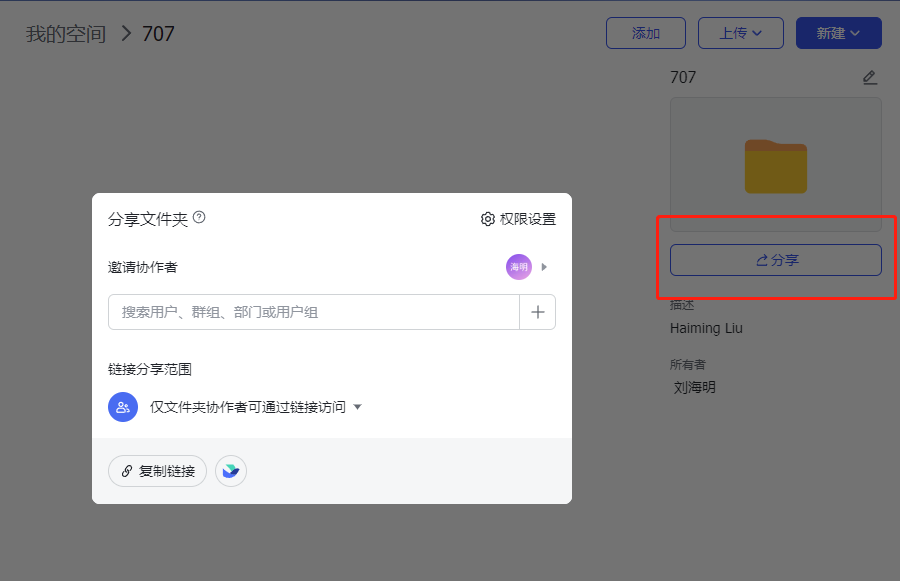 我的空间 > 707
添加
上传
新建
707
分享文件夹
权限设置
邀请协作者
海明
搜索用户、群组、部门或用户组
链接分享范围
仅文件夹协作者可通过链接访问
复制链接
分享
描述
Haiming Liu
所有者
刘海明